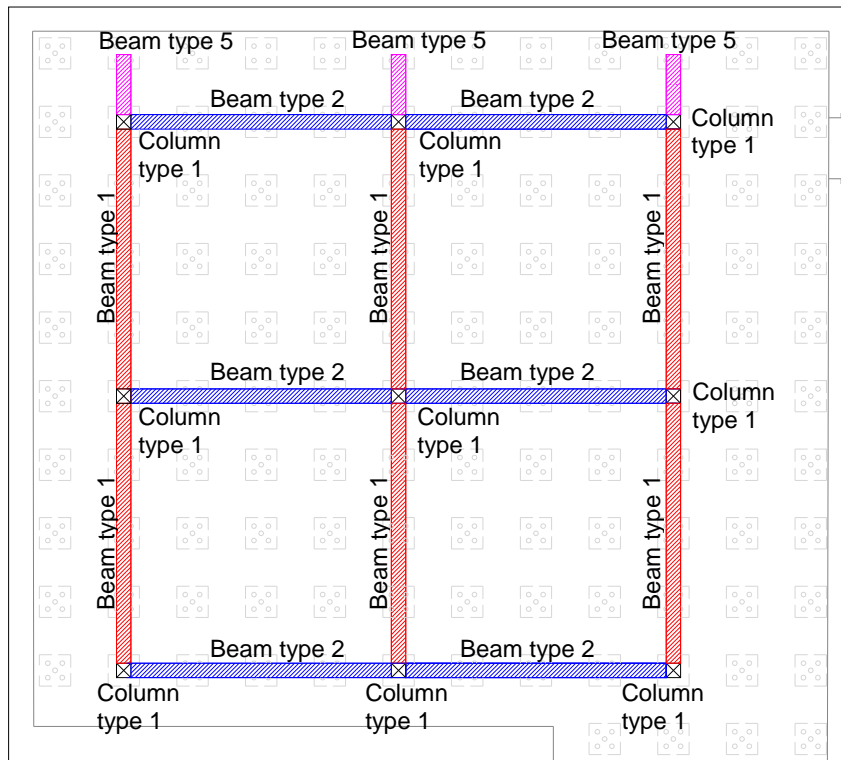 Beam type 5
Beam type 5
Beam type 5
Beam type 2
Beam type 2
Column
type 1
Column
type 1
Column
type 1
Beam type 1
Beam type 1
Beam type 1
Beam type 2
Beam type 2
Column
type 1
Column
type 1
Column
type 1
Beam type 1
Beam type 1
Beam type 1
Beam type 2
Beam type 2
Column
type 1
Column
type 1
Column
type 1